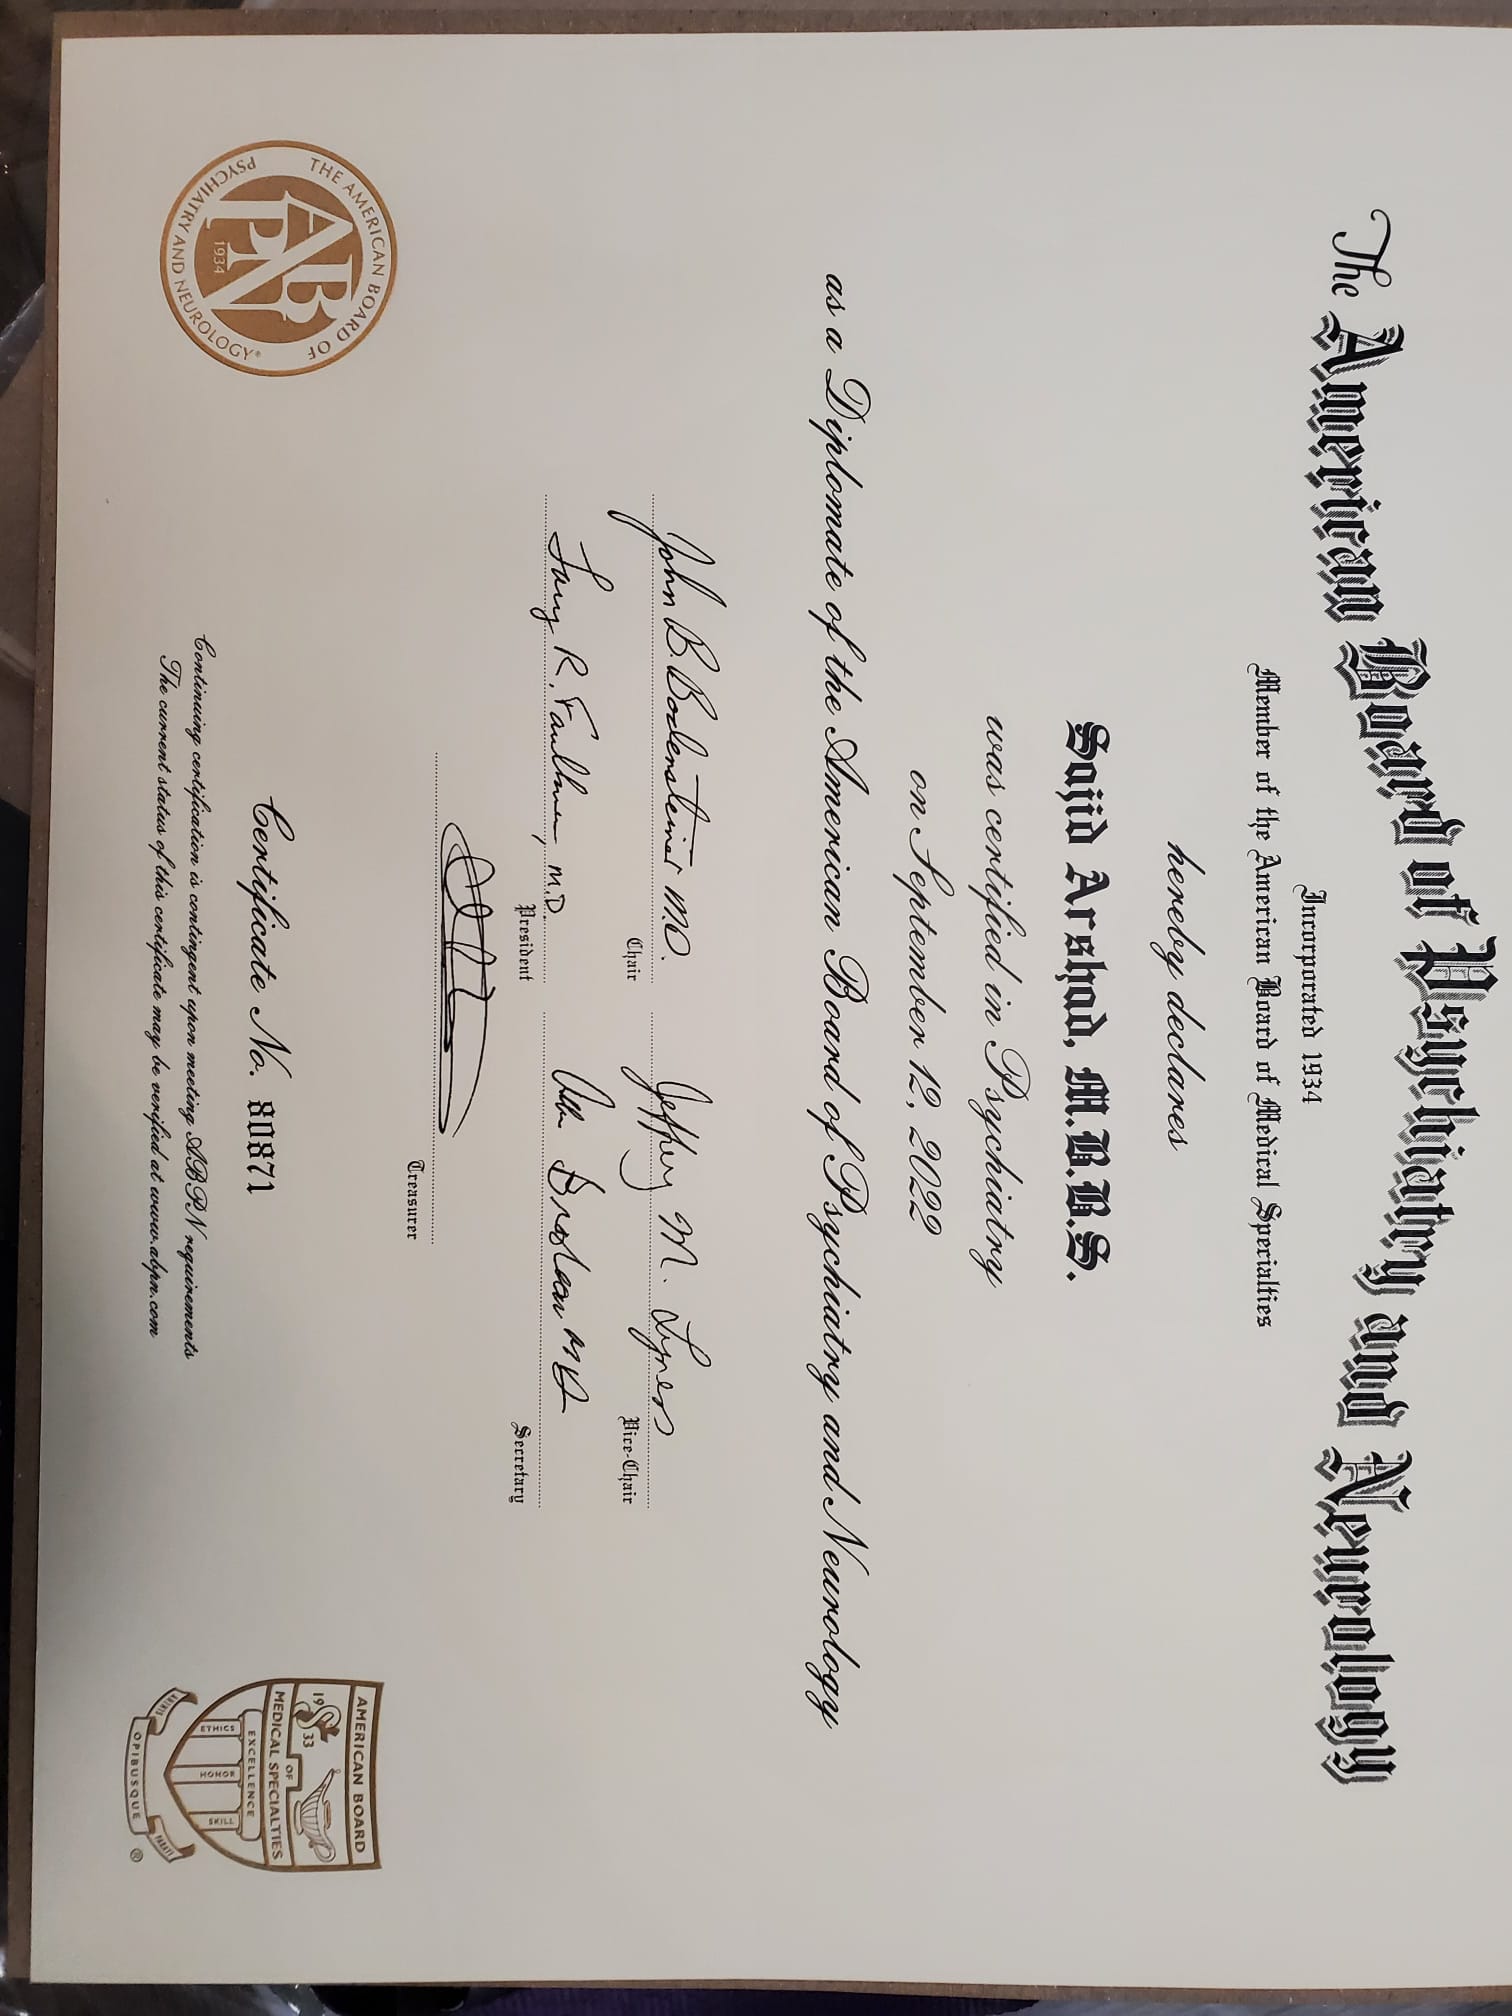 The American Board of Psychiatry and Neurology
Incorporated 1934
Member of the American Board of Medical Specialties
hereby declares
Sajid Arshad, M.B.B.S.
was certified in Psychiatry
on September 12, 2022
as a Diplomate of the American Board of Psychiatry and Neurology
John B. Bodensteiner M.D.
Chair
Jeffrey M. Lyness
Vice-Chair
Larry R. Faulkner, M.D.
President
Brashear MD
Secretary
Treasurer
Certificate No. 80871
Continuing certification is contingent upon meeting ABPN requirements
The current status of this certificate may be verified at www.abpn.com
THE AMERICAN BOARD OF
PSYCHIATRY AND NEUROLOGY®
ABPN
1934
AMERICAN BOARD
1933
OF
MEDICAL SPECIALTIES
EXCELLENCE
ETHICS HONOR SKILL
OPIBUSQUE
®